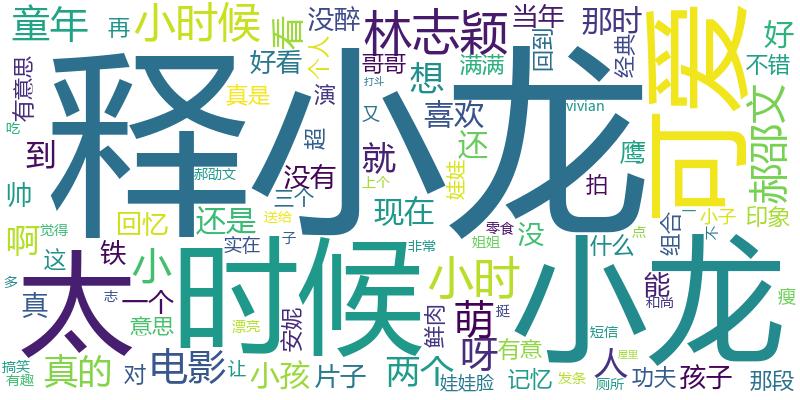 童年
再
小时候
看
没醉
林志颖
当年
那时
可爱
好
有意思
释小龙
好看
个人
哥哥
满满
想
回到
经典
不错
真是
演
打斗
又
喜欢
vivian
郝邵文
吃
到
超
就
还
鹰
郝劭文
没有
上个
娃娃
拍
帅
三个
啊
回忆
还是
送给
现在
零食
没
组合
小子
印象
觉得
这
铁
小
实在
子
非常
姐姐
什么
不
一
多
太
时候
小时
小龙
能
和尚
点
瘦
真
志
一个
意思
漂亮
安妮
鲜肉
萌
挺
呀
有意
短信
人
屋里
搞笑
有趣
真的
对
电影
让
小孩
片子
两个
娃娃脸
记忆
发条
厕所
功夫
孩子
那段